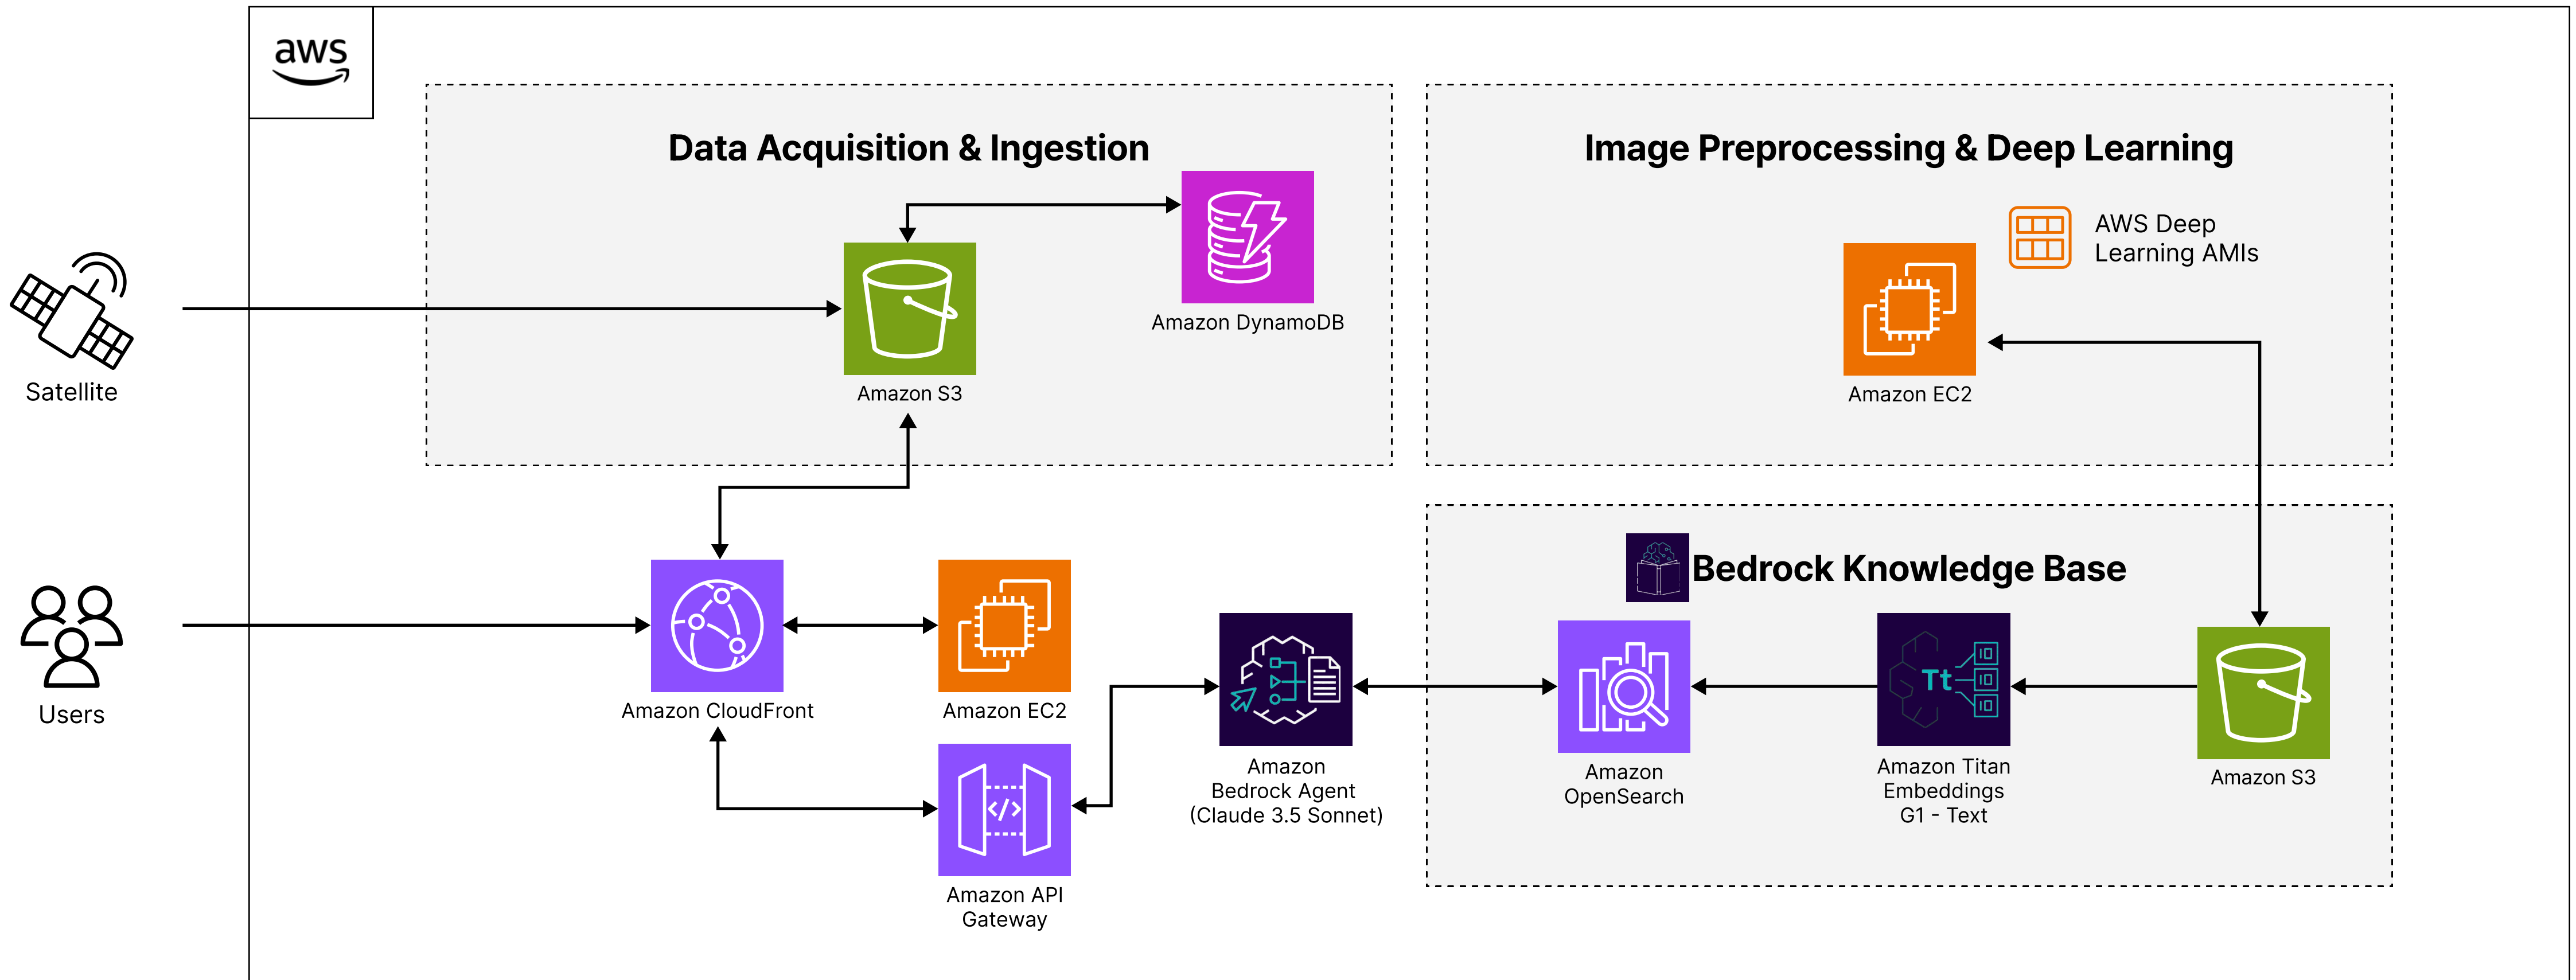 aws
Data Acquisition & Ingestion
Amazon DynamoDB
Amazon S3
Image Preprocessing & Deep Learning
AWS Deep
Learning AMIs
Amazon EC2
Satellite
Users
Amazon CloudFront
Amazon EC2
Amazon API
Gateway
Amazon
Bedrock Agent
(Claude 3.5 Sonnet)
Bedrock Knowledge Base
Amazon
OpenSearch
Tt
Amazon Titan
Embeddings
G1 - Text
Amazon S3